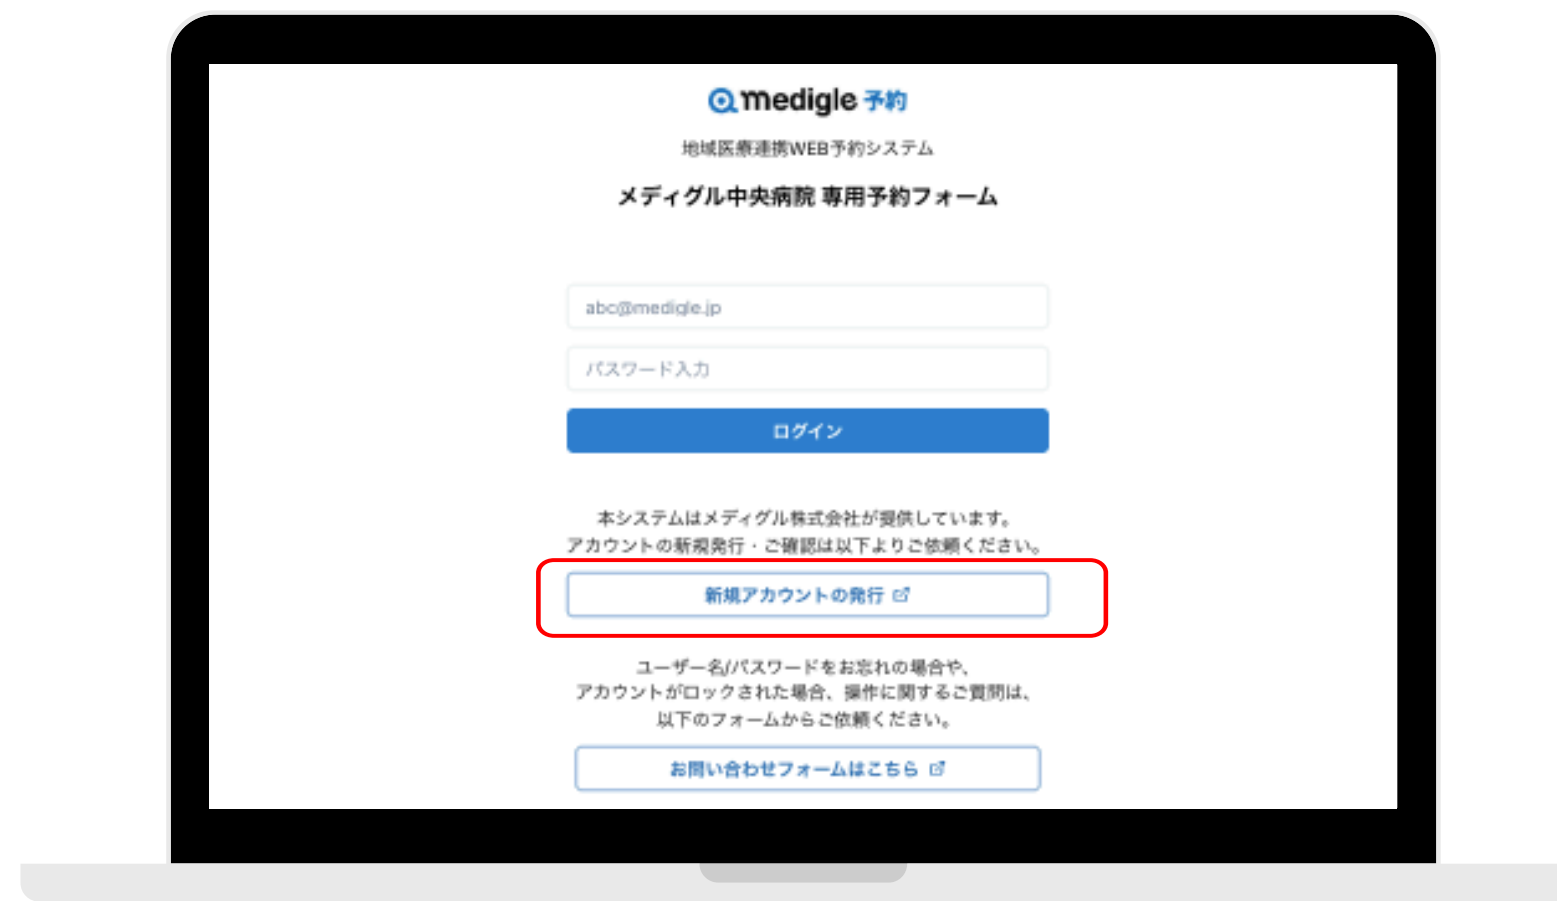 medigle 予約
地域医療連携WEB予約システム
メディグル中央病院 専用予約フォーム
abc@medigle.jp
パスワード入力
ログイン
本システムはメディグル株式会社が提供しています。
アカウントの新規発行・ご確認は以下よりご依頼ください。
新規アカウントの発行
ユーザー名/パスワードをお忘れの場合や、
アカウントがロックされた場合、操作に関するご質問は、
以下のフォームからご依頼ください。
お問い合わせフォームはこちら